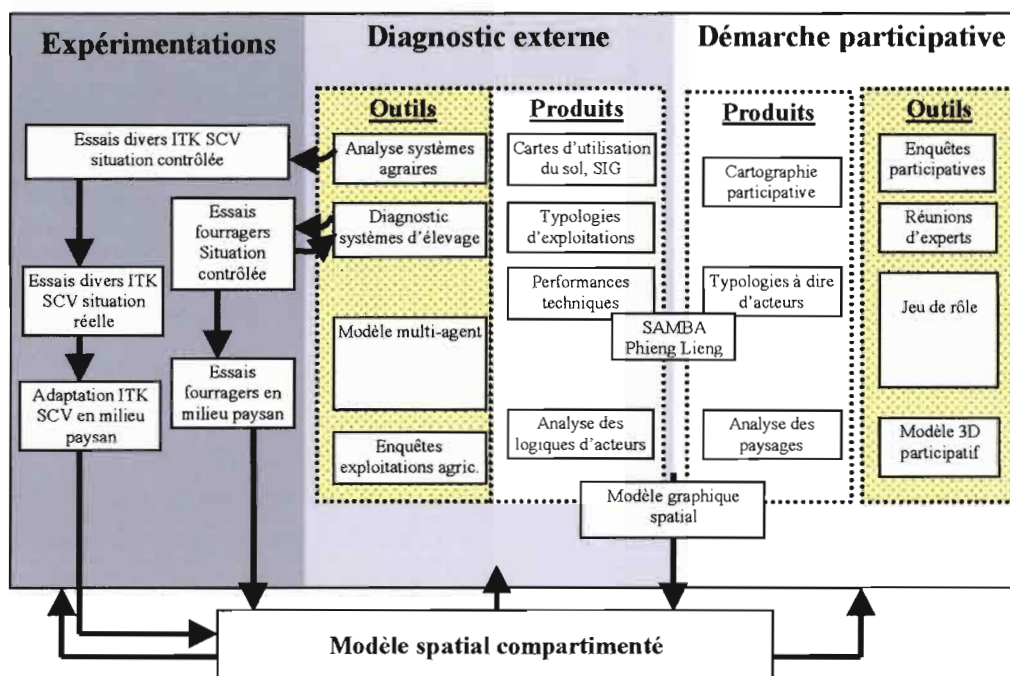 Expérimentations
Diagnostic externe
Démarche participative
Essais divers ITK SCV
situation contrôlée
Essais
fourragers
Situation
contrôlée
Essais divers ITK
SCV situation
réelle
Adaptation ITK
SCV en milieu
paysan
Essais
fourragers en
milieu paysan
Outils
Analyse systèmes
agraires
Diagnostic
systèmes d’élevage
Modèle multi-agent
Enquêtes
exploitations agric.
Produits
Cartes d’utilisation
du sol, SIG
Typologies
d’exploitations
Performances
techniques
SAMBA
Phieng Lieng
Analyse des
logiques d’acteurs
Modèle graphique
spatial
Produits
Cartographie
participative
Typologies à dire
d’acteurs
Analyse des
paysages
Outils
Enquêtes
participatives
Réunions
d’experts
Jeu de rôle
Modèle 3D
participatif
Modèle spatial compartimenté